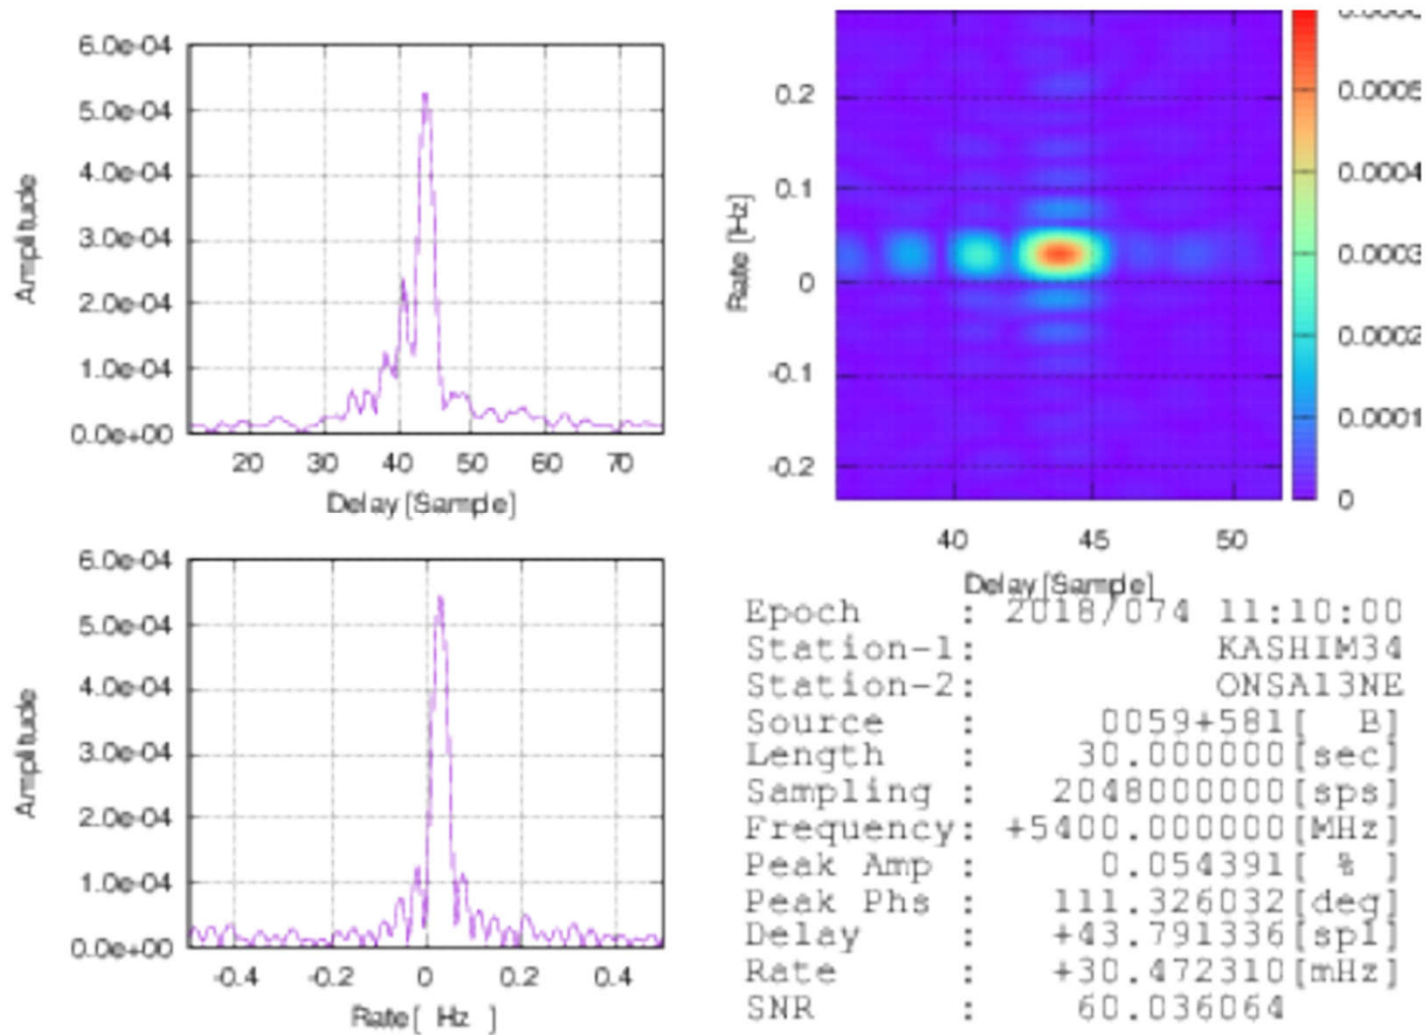 6.0e-04
5.0e-04
4.0e-04
3.0e-04
2.0e-04
1.0e-04
0.0e+00
Amplitude
20 30 40 50 60 70
Delay [Sample]
0.2
0.1
0
-0.1
-0.2
Rate [Hz]
40 45 50
Delay [Sample]
0.0005
0.0004
0.0003
0.0002
0.0001
0
6.0e-04
5.0e-04
4.0e-04
3.0e-04
2.0e-04
1.0e-04
0.0e+00
Amplitude
-0.4 -0.2 0 0.2 0.4
Rate [ Hz ]
Epoch : 2018/074 11:10:00
Station-1: KASHIM34
Station-2: ONSA13NE
Source : 0059+581[ B]
Length : 30.000000[sec]
Sampling : 2048000000[sps]
Frequency: +5400.000000[MHz]
Peak Amp : 0.054391[ % ]
Peak Phs : 111.326032[deg]
Delay : +43.791336[spl]
Rate : +30.472310[mHz]
SNR : 60.036064